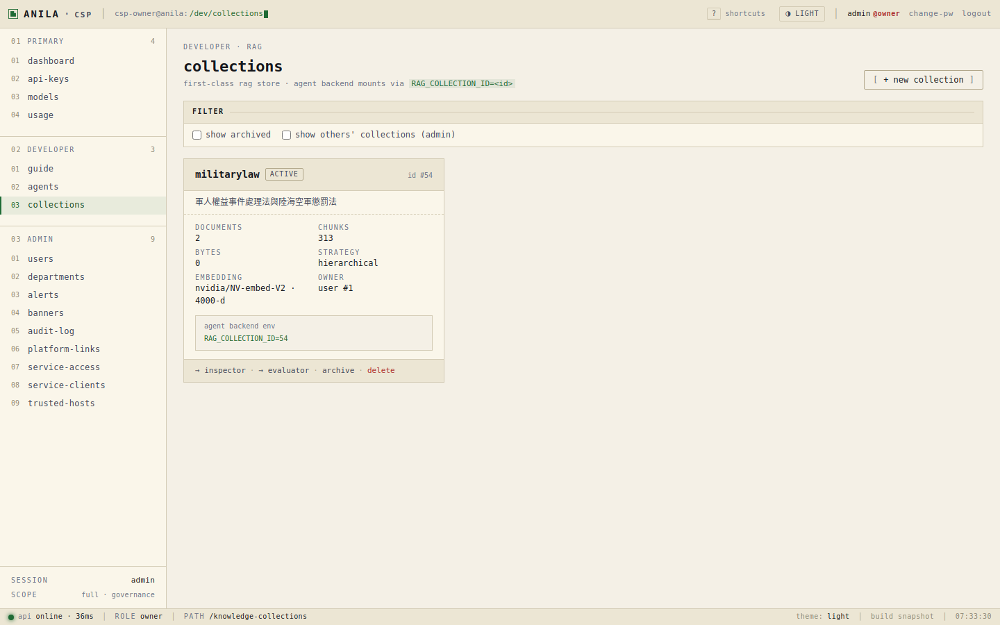 ANILA · CSP
csp-owner@anila:/dev/collections
? shortcuts
◑ LIGHT
admin @owner change-pw logout
01 PRIMARY 4
01 dashboard
02 api-keys
03 models
04 usage
02 DEVELOPER 3
01 guide
02 agents
03 collections
03 ADMIN 9
01 users
02 departments
03 alerts
04 banners
05 audit-log
06 platform-links
07 service-access
08 service-clients
09 trusted-hosts
SESSION admin
SCOPE full · governance
DEVELOPER · RAG
collections
first-class rag store · agent backend mounts via RAG_COLLECTION_ID=<id>
[ + new collection ]
FILTER
show archived show others' collections (admin)
militarylaw ACTIVE id #54
軍人權益事件處理法與陸海空軍懲罰法
DOCUMENTS CHUNKS
2 313
BYTES STRATEGY
0 hierarchical
EMBEDDING OWNER
nvidia/NV-embed-V2 · user #1
4000-d
agent backend env
RAG_COLLECTION_ID=54
→ inspector · → evaluator · archive · delete
api online · 36ms ROLE owner PATH /knowledge-collections
theme: light build snapshot 07:33:30